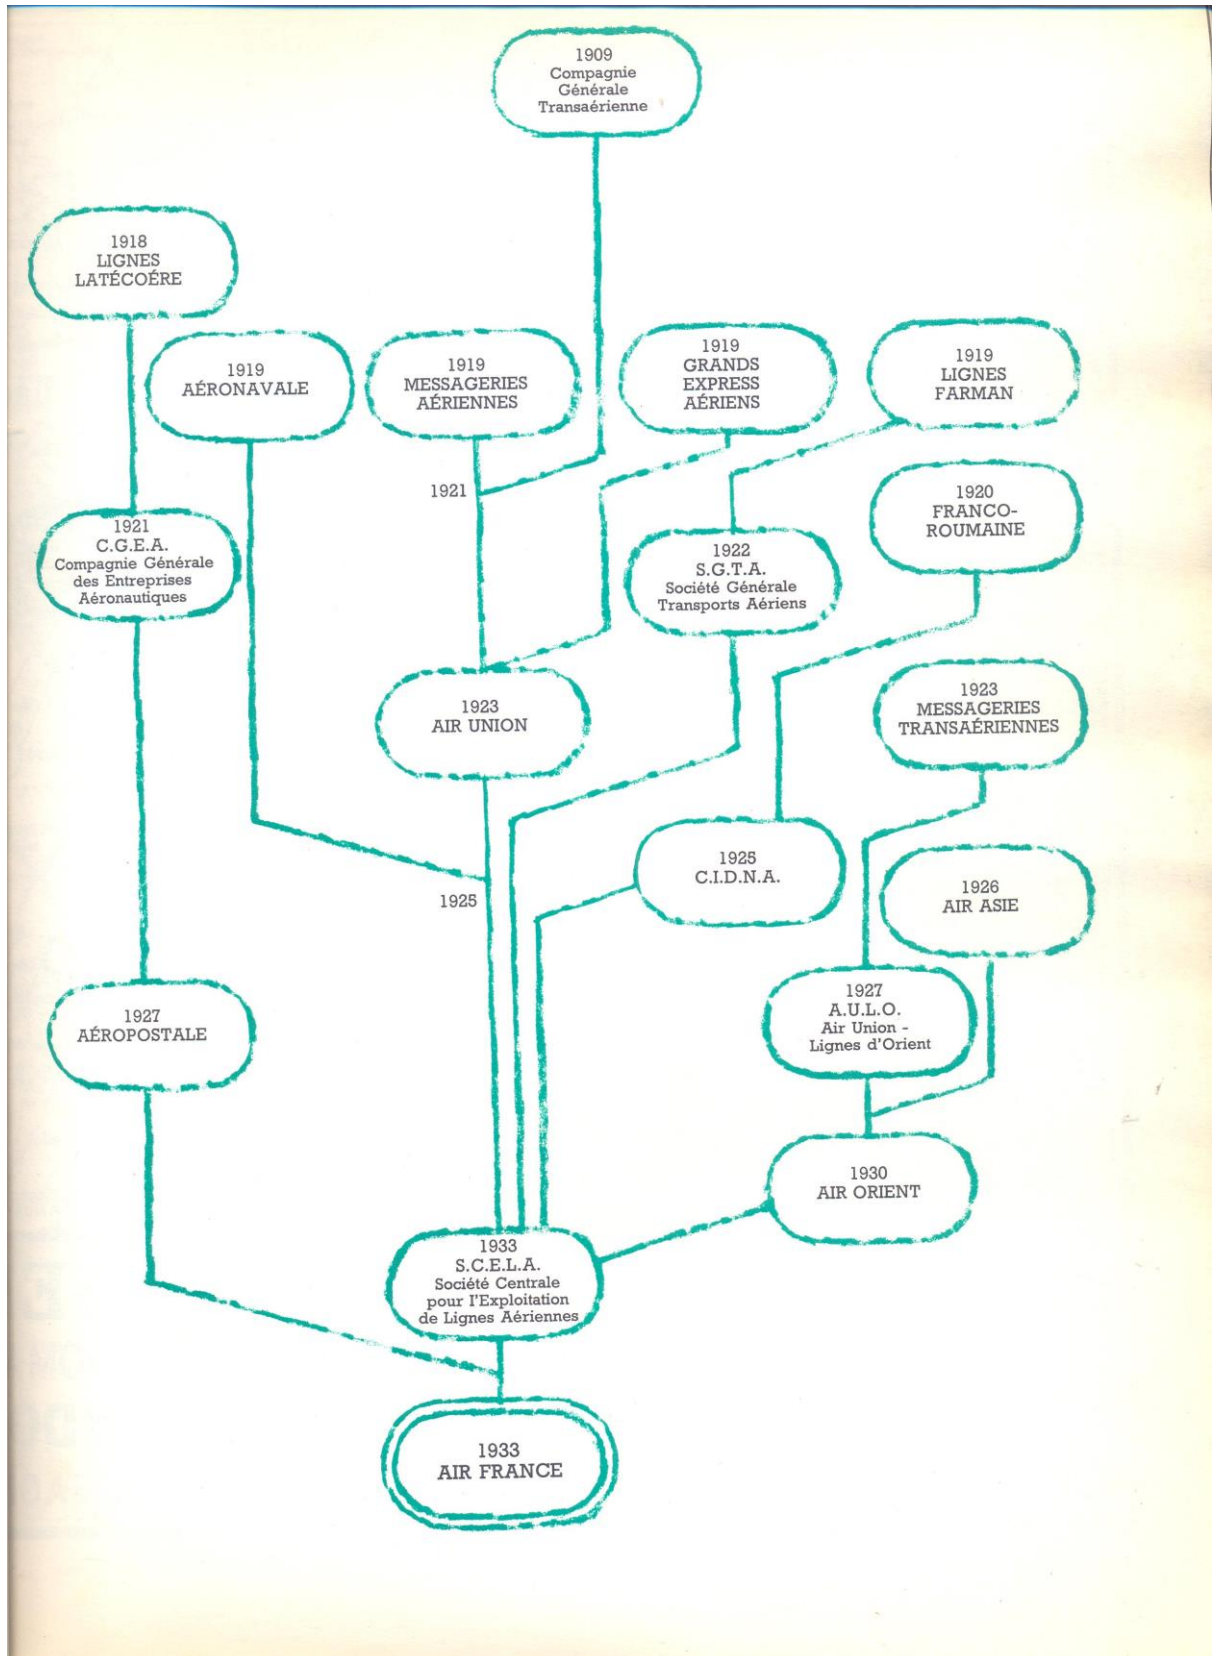 1909
Compagnie
Générale
Transaérienne
1918
LIGNES
LATÉCOÉRE
1919
AÉRONAVALE
1919
MESSAGERIES
AÉRIENNES
1919
GRANDS
EXPRESS
AÉRIENS
1919
LIGNES
FARMAN
1921
1920
FRANCO-
ROUMAINE
1921
C.G.E.A.
Compagnie Générale
des Entreprises
Aéronautiques
1922
S.G.T.A.
Société Générale
Transports Aériens
1923
AIR UNION
1923
MESSAGERIES
TRANSAÉRIENNES
1925
C.I.D.N.A.
1925
1926
AIR ASIE
1927
AÉROPOSTALE
1927
A.U.L.O.
Air Union -
Lignes d'Orient
1930
AIR ORIENT
1933
S.C.E.L.A.
Société Centrale
pour l'Exploitation
de Lignes Aériennes
1933
AIR FRANCE